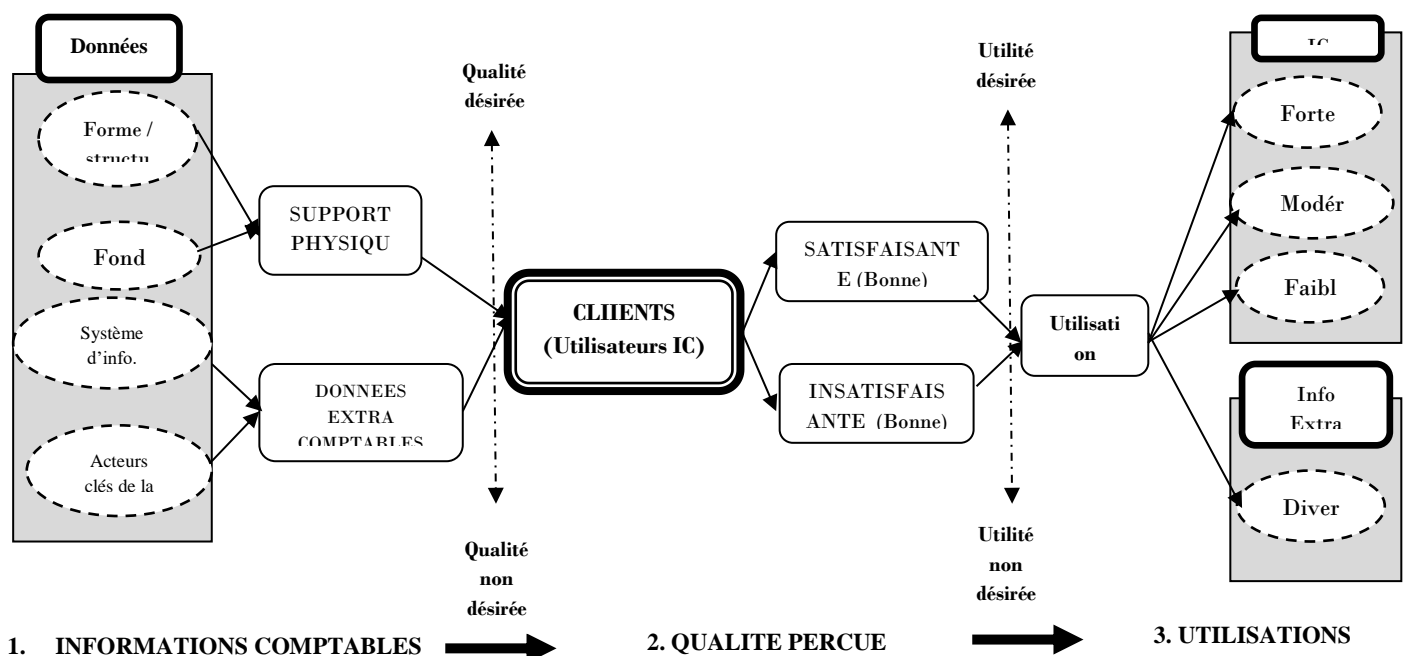 Données
Forme /
structu
Fond
Système
d’info.
Acteurs
clés de la
SUPPORT
PHYSIQU
DONNEES
EXTRA
COMPTABLES
Qualité
désirée
Qualité
non
désirée
CLIIENTS
(Utilisateurs IC)
SATISFAISANT
E (Bonne)
INSATISFAIS
ANTE (Bonne)
Utilité
désirée
Utilité
non
désirée
Utilisati
on
IC
Forte
Modér
Faibl
Info
Extra
Diver
1. INFORMATIONS COMPTABLES
2. QUALITE PERCUE
3. UTILISATIONS